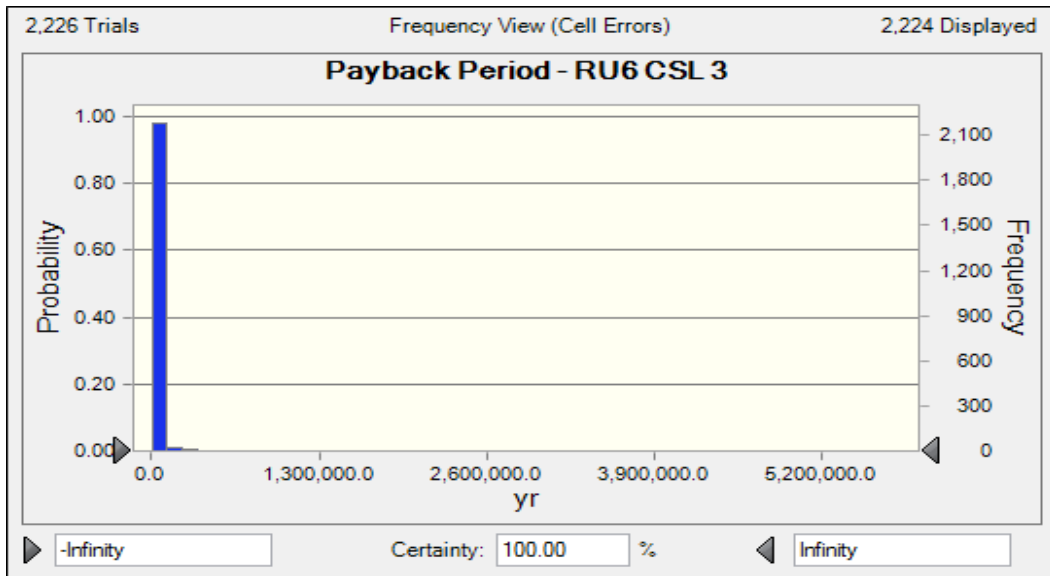 2,226 Trials Frequency View (Cell Errors) 2,224 Displayed
Payback Period - RU6 CSL 3
1.00
0.80
0.60
0.40
0.20
0.00
Probability
2,100
1,800
1,500
1,200
900
600
300
0
Frequency
0.0 1,300,000.0 2,600,000.0 3,900,000.0 5,200,000.0
yr
-Infinity Certainty: 100.00 % Infinity